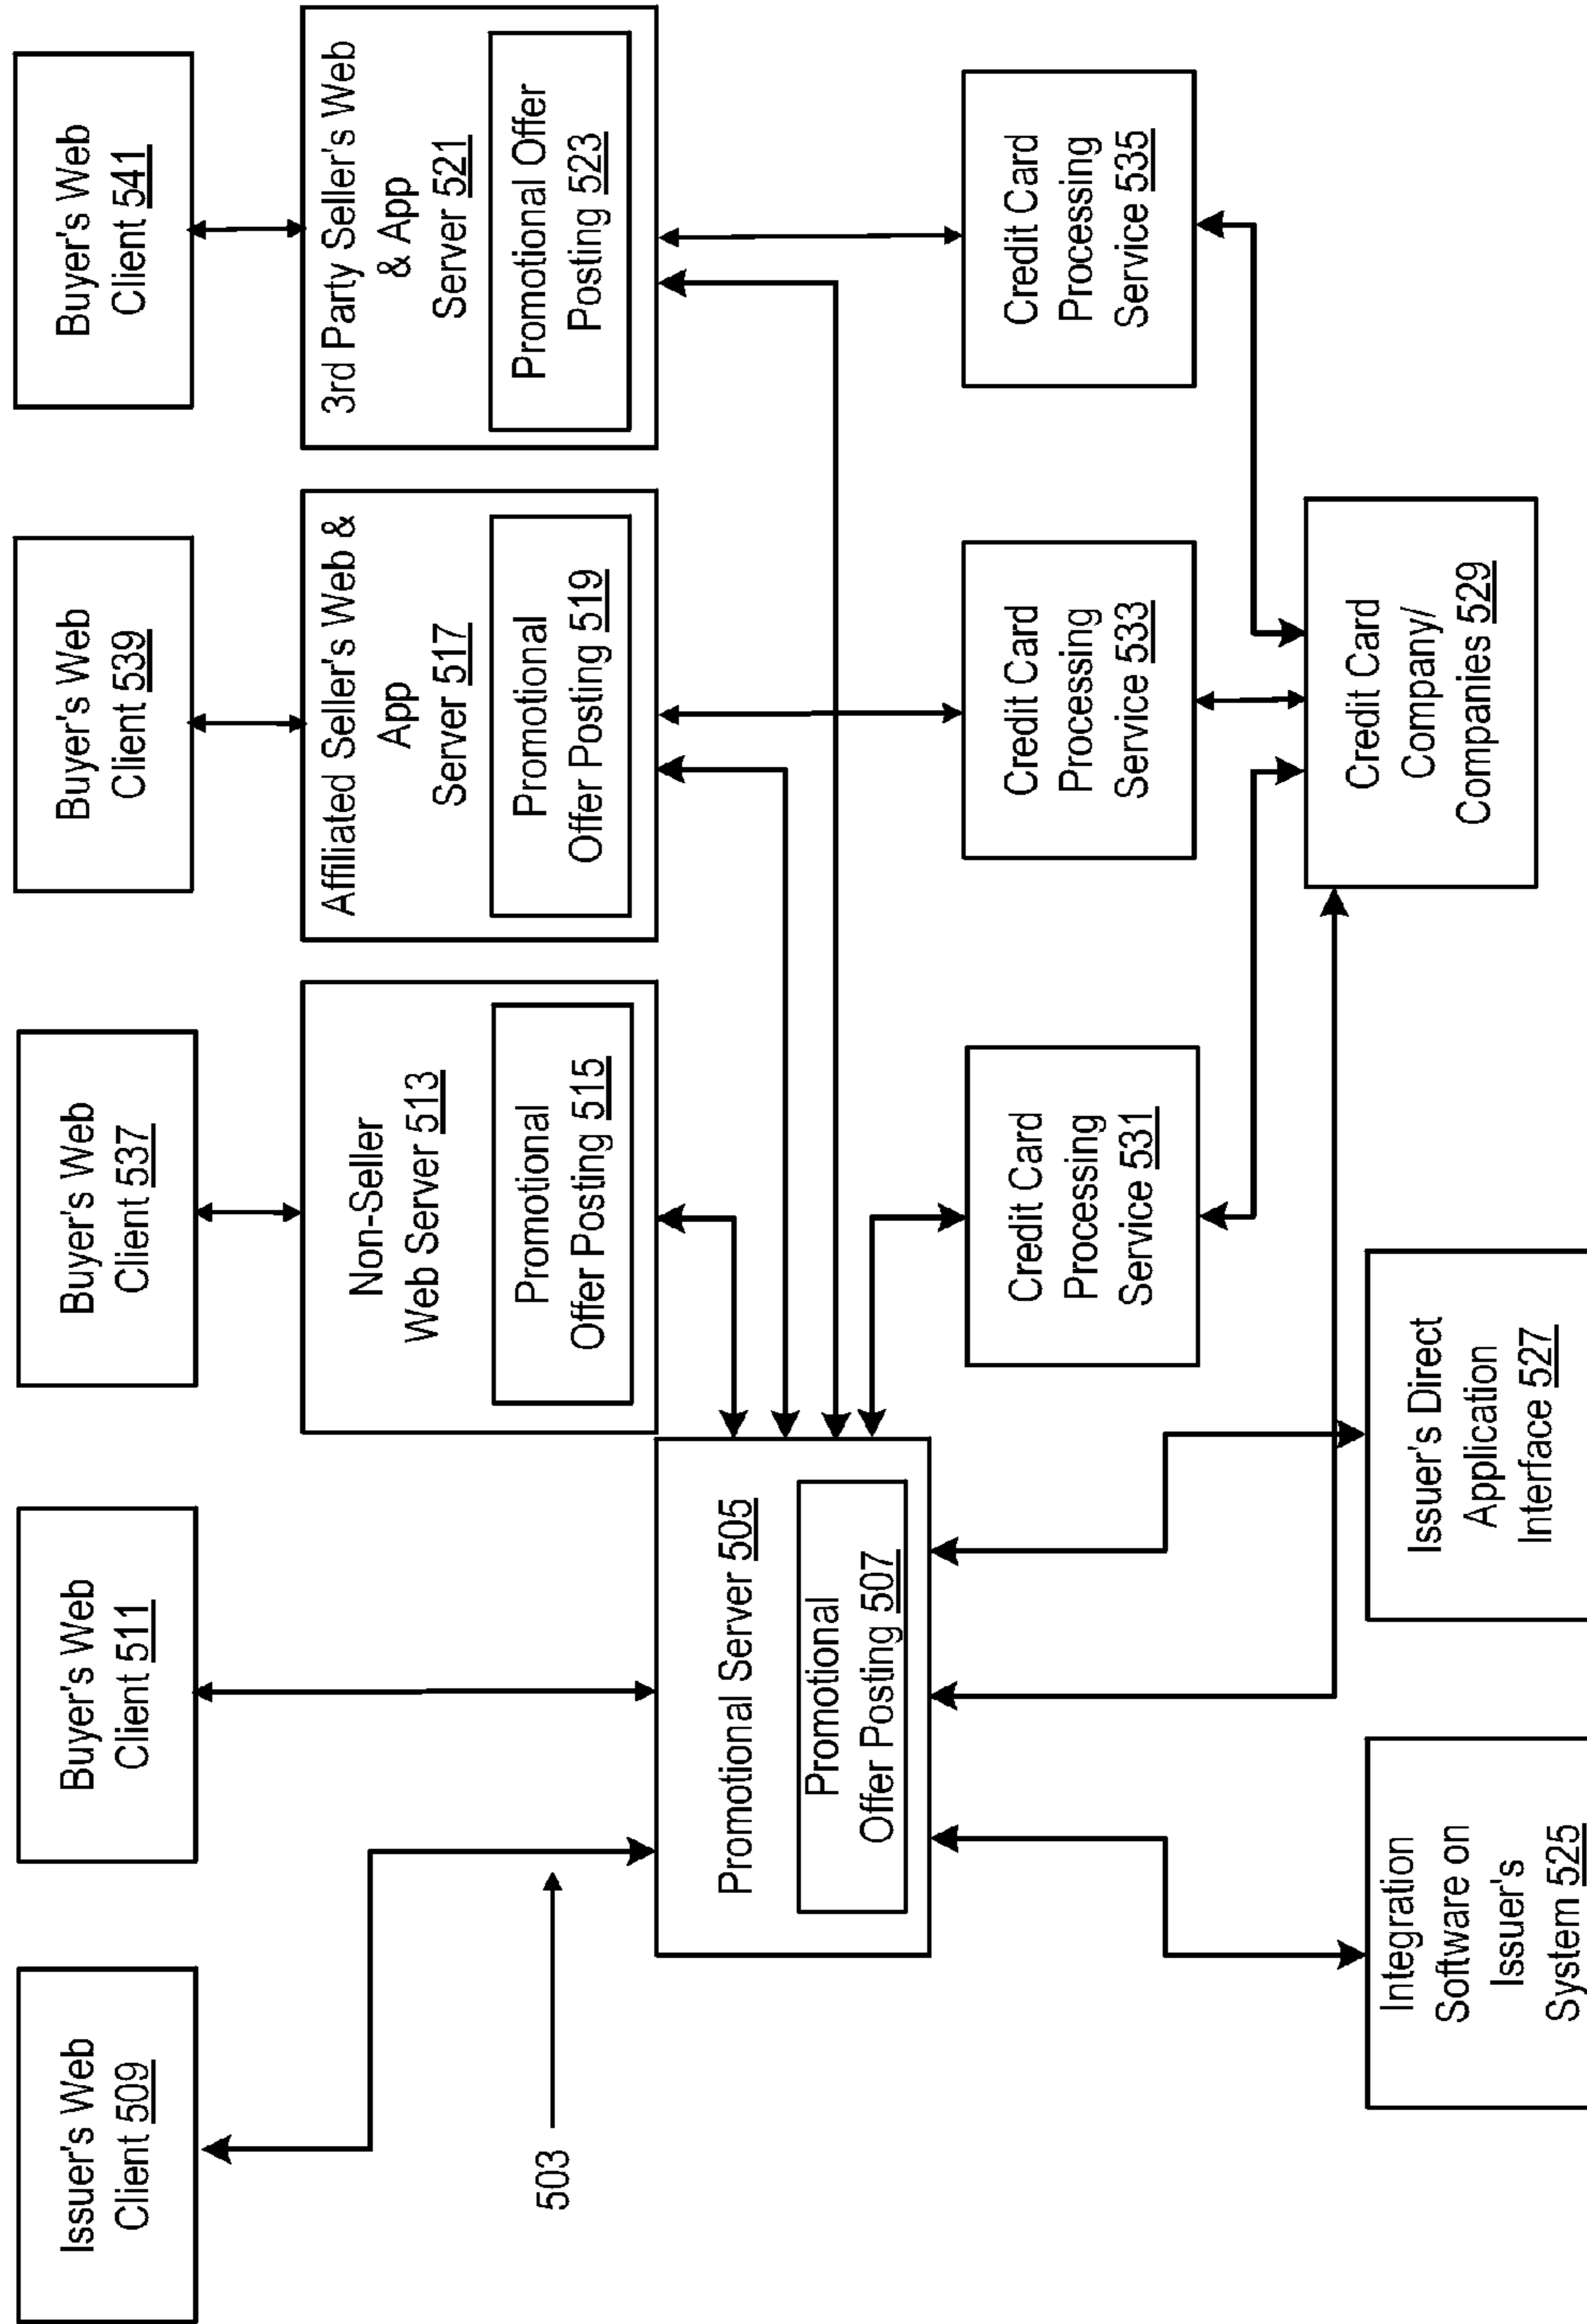 Issuer's Web
Client 509
Buyer's Web
Client 511
Buyer's Web
Client 537
Buyer's Web
Client 539
Buyer's Web
Client 541
503
Promotional Server 505
Promotional
Offer Posting 507
Non-Seller
Web Server 513
Promotional
Offer Posting 515
Affiliated Seller's Web &
App
Server 517
Promotional
Offer Posting 519
3rd Party Seller's Web
& App
Server 521
Promotional Offer
Posting 523
Credit Card
Processing
Service 531
Credit Card
Processing
Service 533
Credit Card
Processing
Service 535
Integration
Software on
Issuer's
System 525
Issuer's Direct
Application
Interface 527
Credit Card
Company/
Companies 529